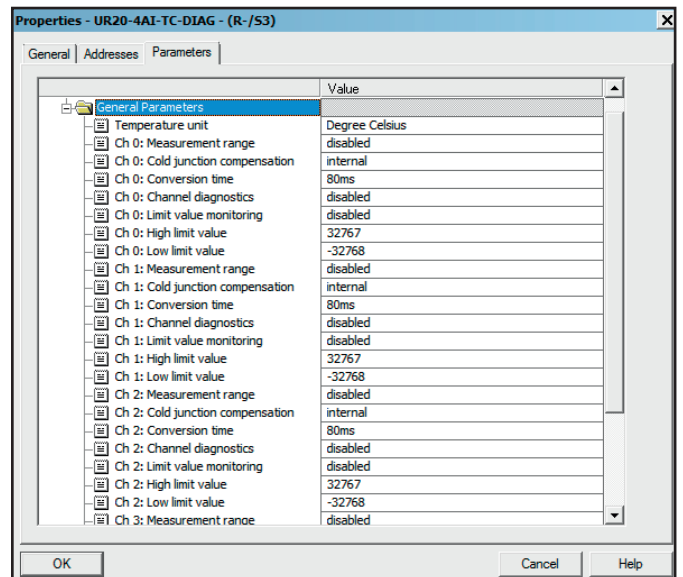 Properties - UR20-4AI-TC-DIAG - (R-/S3)
General Addresses Parameters
Value
General Parameters
Temperature unit Degree Celsius
Ch 0: Measurement range disabled
Ch 0: Cold junction compensation internal
Ch 0: Conversion time 80ms
Ch 0: Channel diagnostics disabled
Ch 0: Limit value monitoring disabled
Ch 0: High limit value 32767
Ch 0: Low limit value -32768
Ch 1: Measurement range disabled
Ch 1: Cold junction compensation internal
Ch 1: Conversion time 80ms
Ch 1: Channel diagnostics disabled
Ch 1: Limit value monitoring disabled
Ch 1: High limit value 32767
Ch 1: Low limit value -32768
Ch 2: Measurement range disabled
Ch 2: Cold junction compensation internal
Ch 2: Conversion time 80ms
Ch 2: Channel diagnostics disabled
Ch 2: Limit value monitoring disabled
Ch 2: High limit value 32767
Ch 2: Low limit value -32768
Ch 3: Measurement range disabled
OK Cancel Help